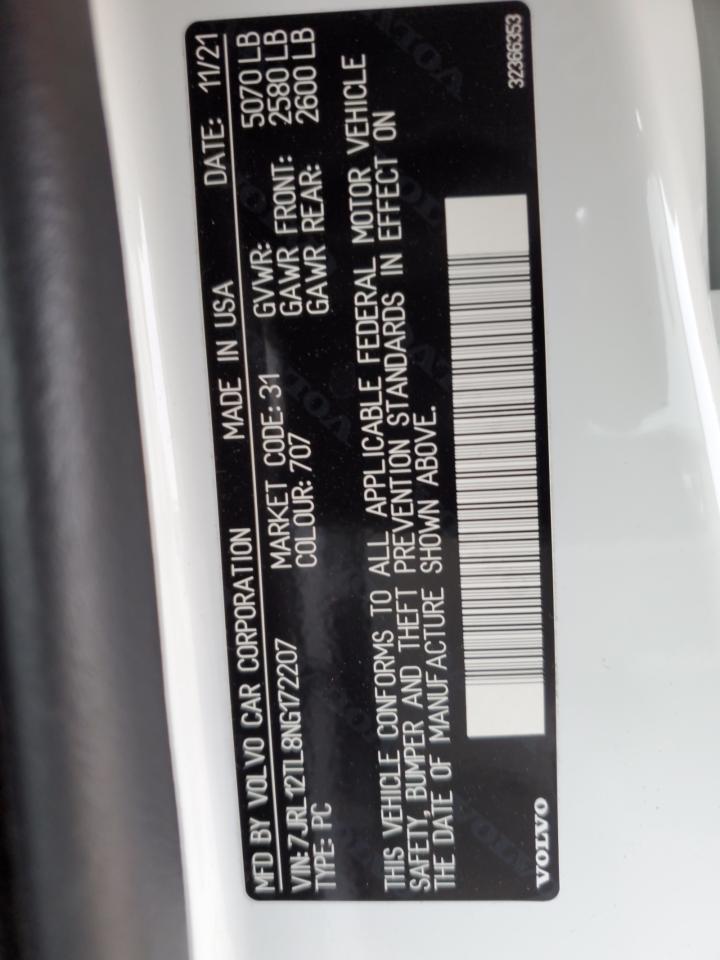 MFD BY VOLVO CAR CORPORATION MADE IN USA DATE: 11/21
VIN: 7JRL12TL8NG172207 MARKET CODE: 31 GVWR: 5070 LB
TYPE: PC COLOUR: 707 GAWR FRONT: 2580 LB
GAWR REAR: 2600 LB
THIS VEHICLE CONFORMS TO ALL APPLICABLE FEDERAL MOTOR VEHICLE
SAFETY, BUMPER AND THEFT PREVENTION STANDARDS IN EFFECT ON
THE DATE OF MANUFACTURE SHOWN ABOVE.
VOLVO 32366353